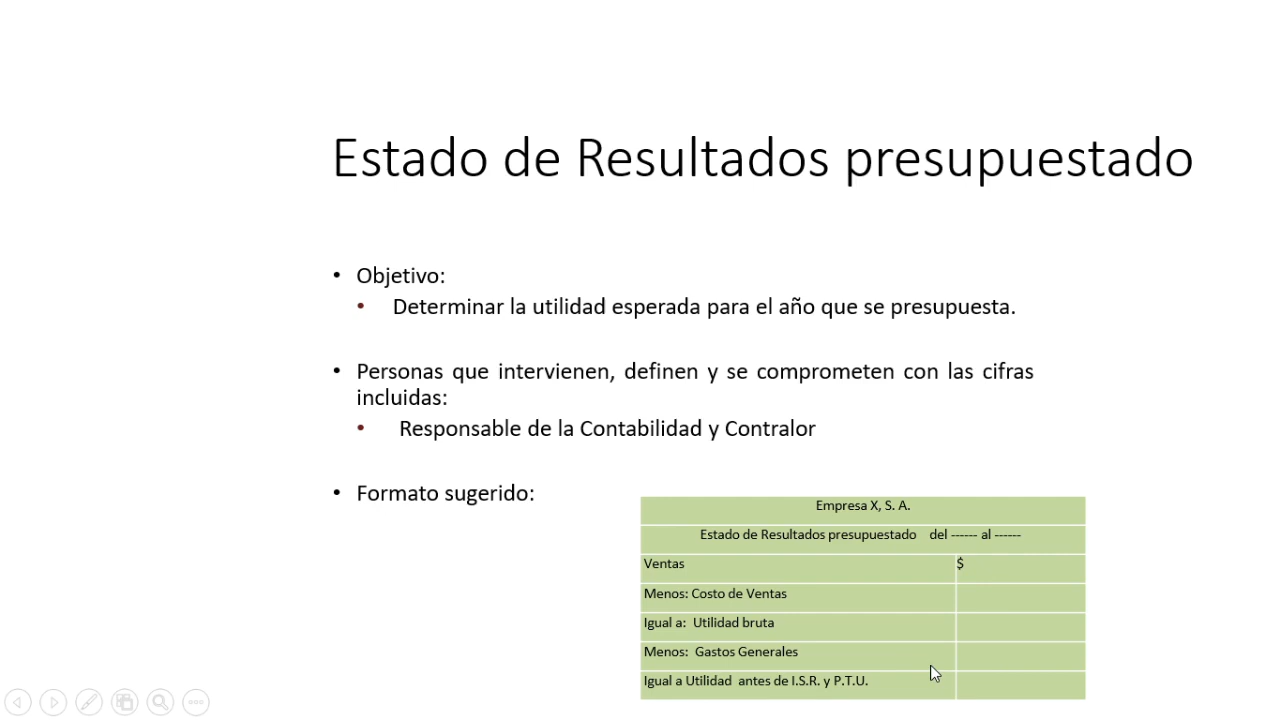 Estado de Resultados presupuestado
• Objetivo:
• Determinar la utilidad esperada para el año que se presupuesta.
• Personas que intervienen, definen y se comprometen con las cifras
incluidas:
• Responsable de la Contabilidad y Contralor
• Formato sugerido:
Empresa X, S. A.
Estado de Resultados presupuestado del ------ al ------
Ventas $
Menos: Costo de Ventas
Igual a: Utilidad bruta
Menos: Gastos Generales
Igual a Utilidad antes de I.S.R. y P.T.U.